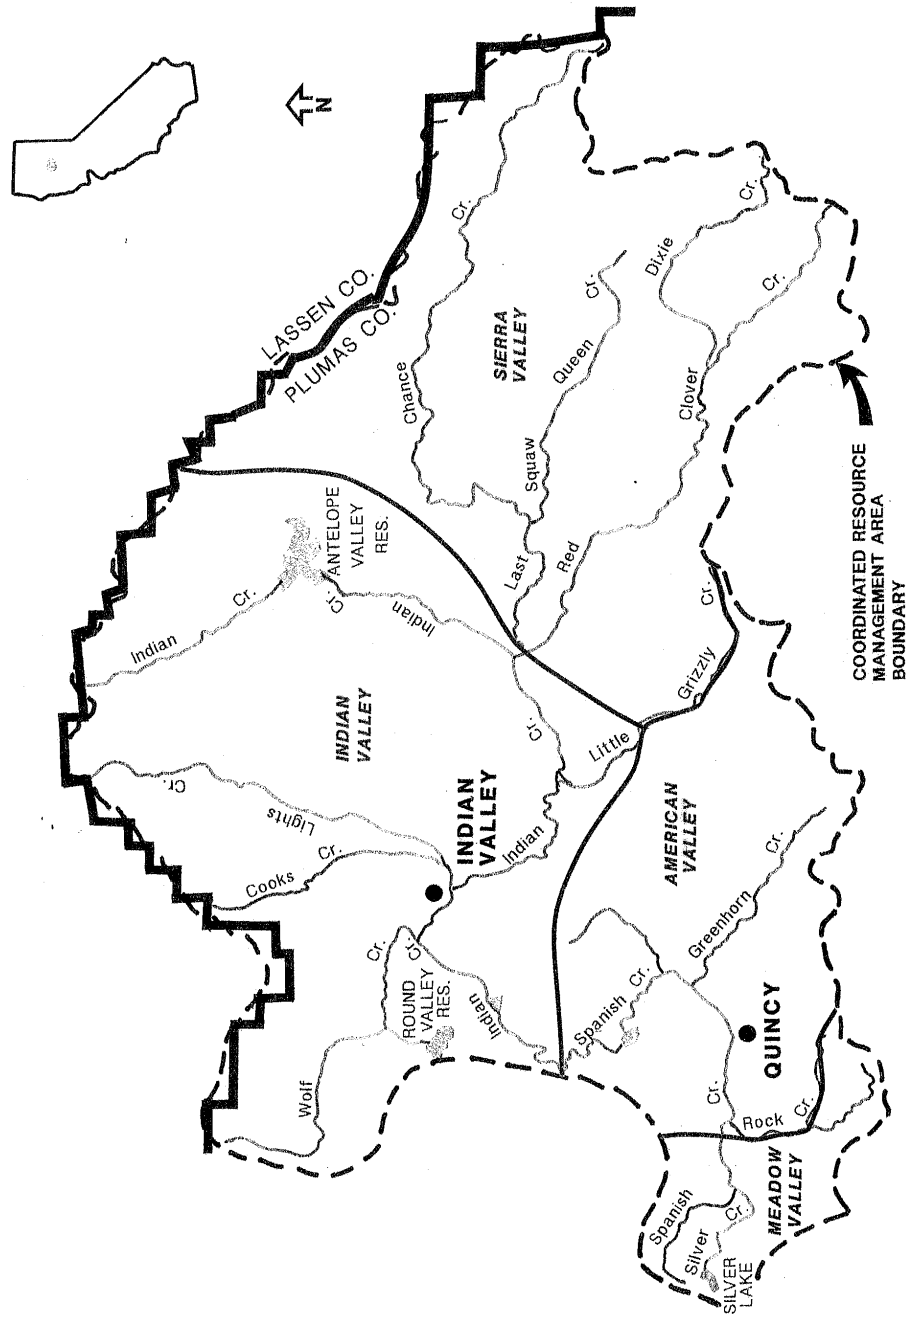 N
LASSEN CO.
PLUMAS CO.
Cr.
Chance
Last
SIERRA
VALLEY
Cr.
Queen
Squaw
Dixie
Cr.
Cr.
Clover
Red
ANTELOPE
VALLEY
RES.
Indian
Cr.
Cr.
Indian
INDIAN
VALLEY
Cr.
Lights
Cooks
Cr.
INDIAN
VALLEY
Indian
Cr.
Little
Grizzly
Cr.
COORDINATED RESOURCE
MANAGEMENT AREA
BOUNDARY
AMERICAN
VALLEY
Greenhorn
Cr.
Cr.
Cr.
ROUND
VALLEY
RES.
Indian
Wolf
Spanish
Cr.
QUINCY
Cr.
Rock
Cr.
MEADOW
VALLEY
Spanish
Silver
Cr.
SILVER
LAKE